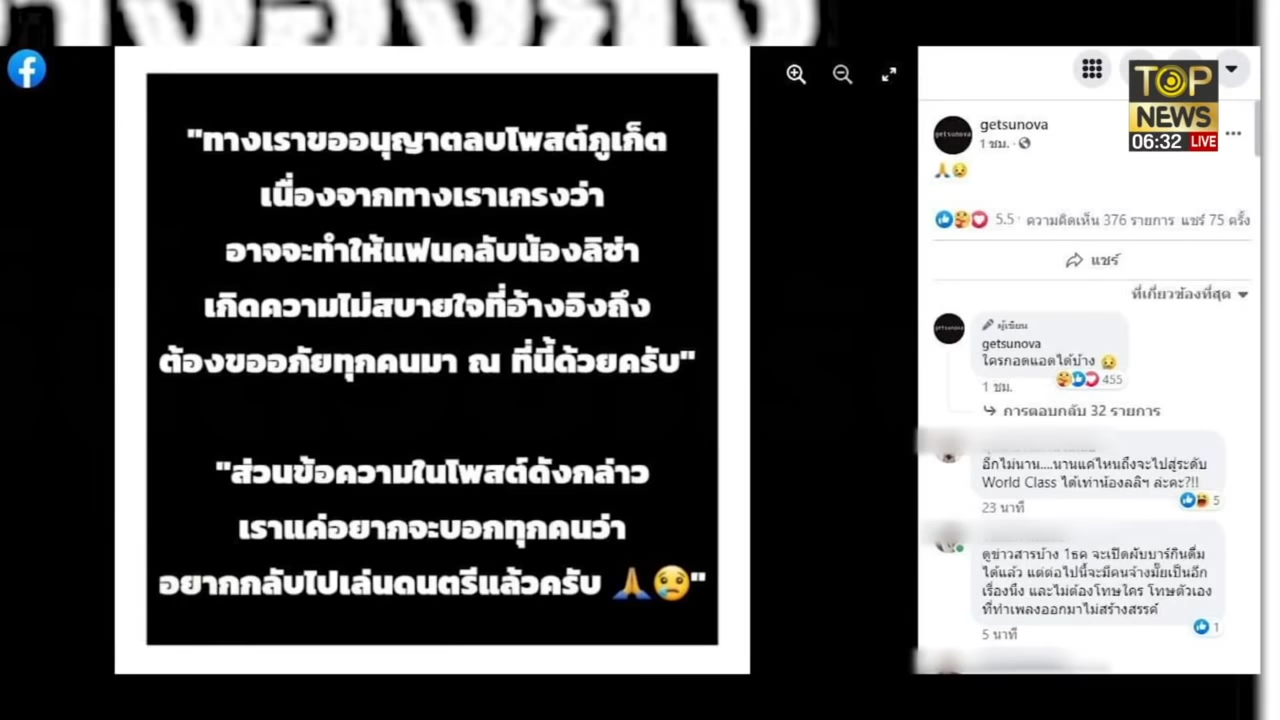 "ทางเราขออนุญาตลบโพสต์ภูเก็ต
เนื่องจากทางเราเกรงว่า
อาจจะทำให้แฟนคลับน้องลิซ่า
เกิดความไม่สบายใจที่อ้างอิงถึง
ต้องขออภัยทุกคนมา ณ ที่นี้ด้วยครับ"
"ส่วนข้อความในโพสต์ดังกล่าว
เราแค่อยากจะบอกทุกคนว่า
อยากกลับไปเล่นดนตรีแล้วครับ 🙏😢"
TOP
NEWS
06:32 LIVE
getsunova
getsunova
1 ชม.
🙏😢
5.5 ความคิดเห็น 376 รายการ แชร์ 75 ครั้ง
แชร์
ที่เกี่ยวข้องที่สุด
getsunova
ผู้เขียน
getsunova
ใครกอดแอดได้บ้าง 😢
455
1 ชม.
การตอบกลับ 32 รายการ
อีกไม่นาน....นานแค่ไหนถึงจะไปสู่ระดับ
World Class ได้เท่าน้องลลิฯ ล่ะคะ?!!
5
23 นาที
ดูข่าวสารบ้าง 1ธค จะเปิดผับบาร์กินดื่ม
ได้แล้ว แต่ต่อไปนี้จะมีคนจ้างมั๊ยเป็นอีก
เรื่องนึง และไม่ต้องโทษใคร โทษตัวเอง
ที่ทำเพลงออกมาไม่สร้างสรรค์
1
5 นาที